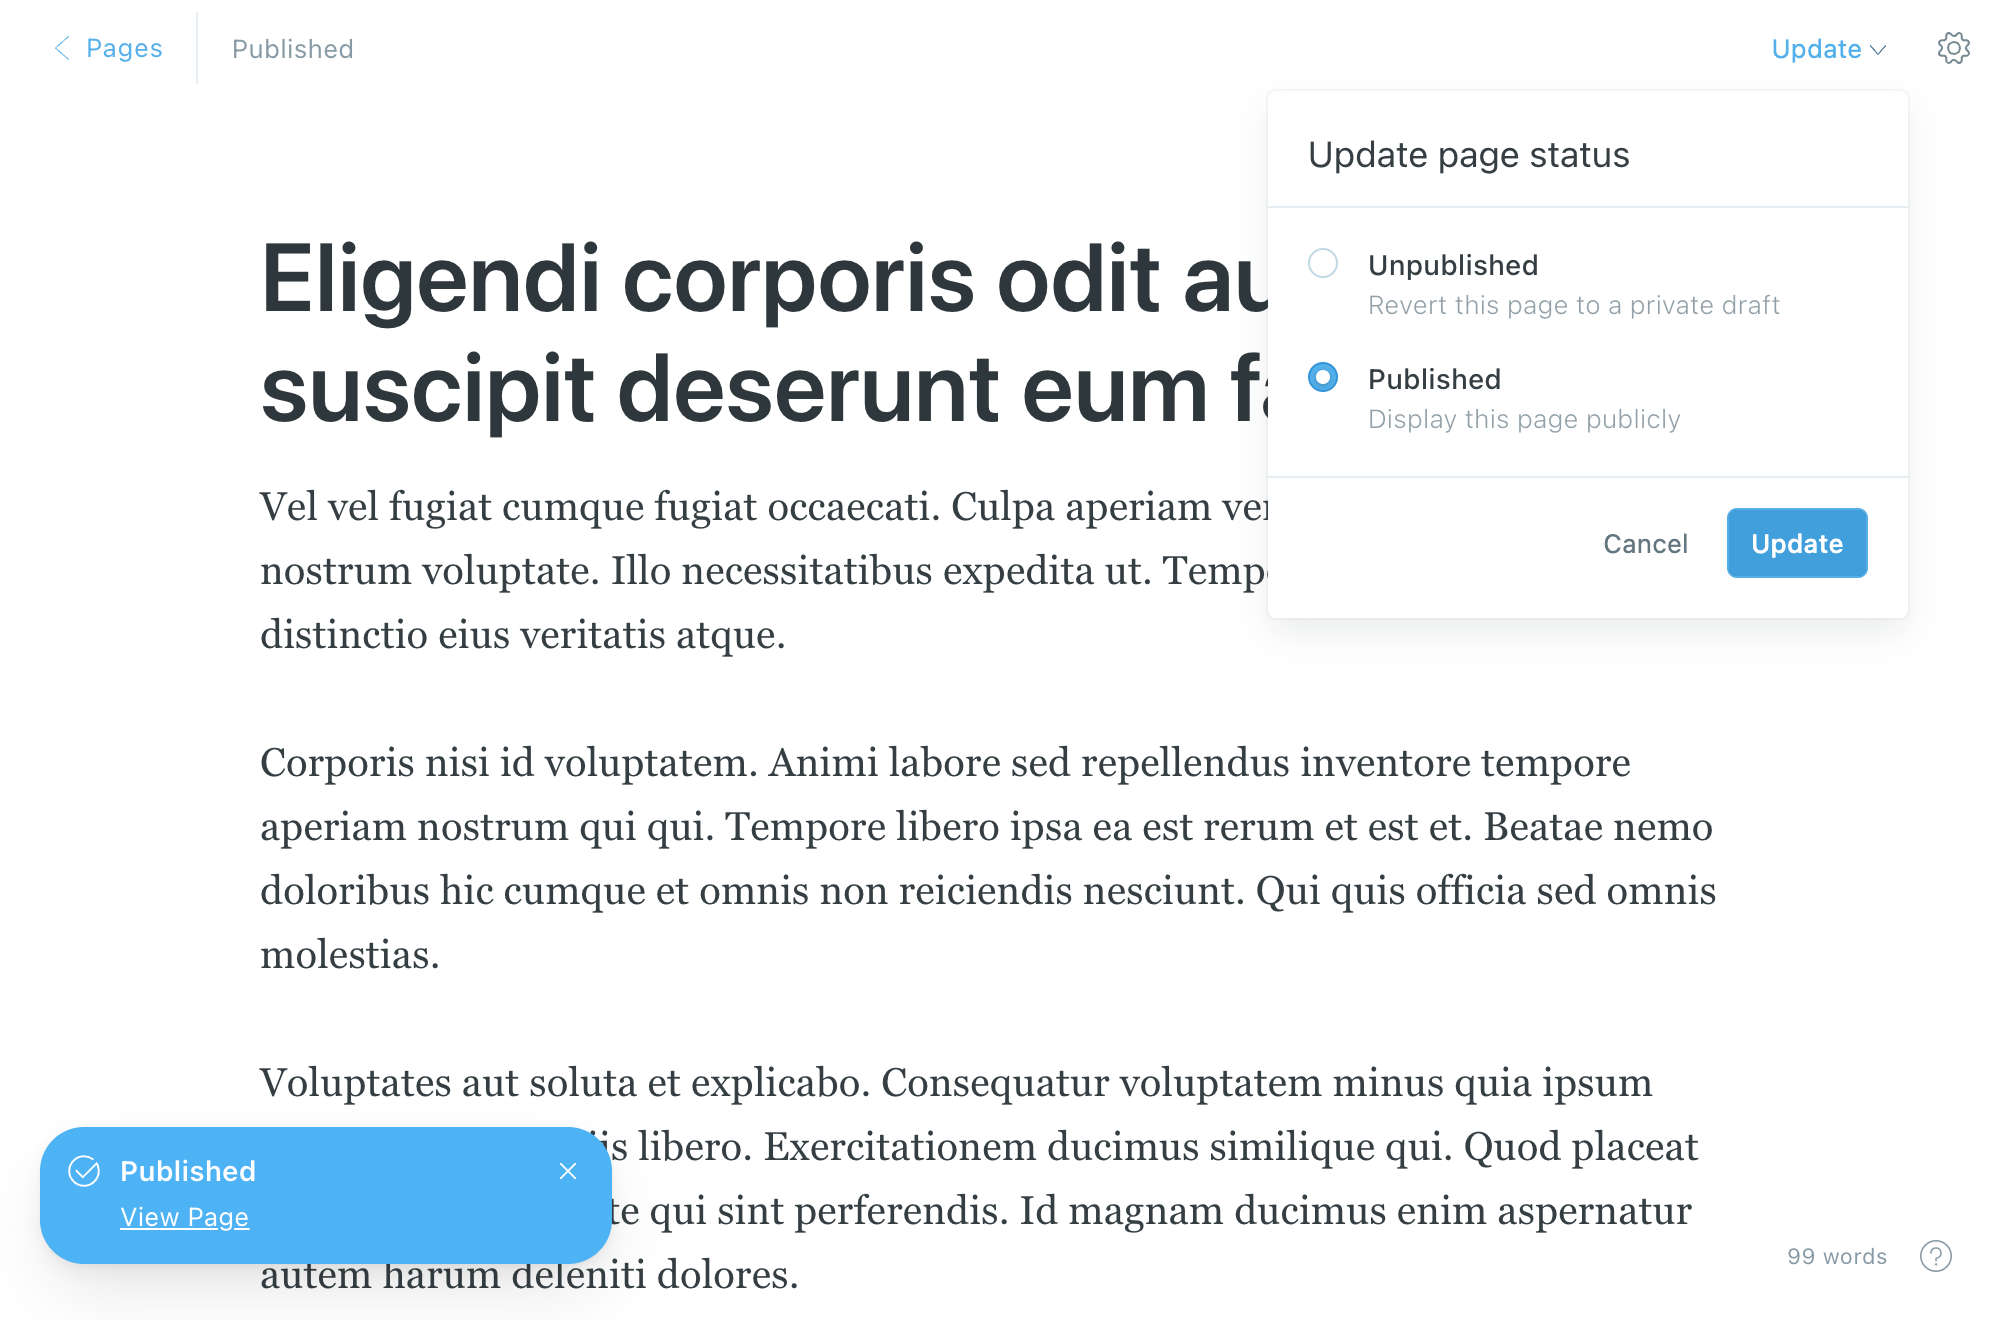 Pages
Published
Update
Update page status
Unpublished
Revert this page to a private draft
Published
Display this page publicly
Cancel
Update
Eligendi corporis odit
suscipit deserunt eum
Vel vel fugiat cumque fugiat occaecati. Culpa aperiam
nostrum voluptate. Illo necessitatibus expedita ut.
distinctio eius veritatis atque.
Corporis nisi id voluptatem. Animi labore sed repellendus inventore tempore
aperiam nostrum qui qui. Tempore libero ipsa ea est rerum et est et. Beatae nemo
doloribus hic cumque et omnis non reiciendis nesciunt. Qui quis officia sed omnis
molestias.
Voluptates aut soluta et explicabo. Consequatur voluptatem minus quia ipsum
libero. Exercitationem ducimus similique qui. Quod placeat
qui sint perferendis. Id magnam ducimus enim aspernatur
autem harum deleniti dolores.
Published
View Page
99 words